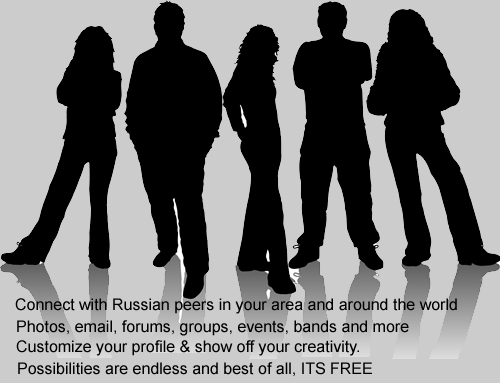 Connect with Russian peers in your area and around the world
Photos, email, forums, groups, events, bands and more
Customize your profile & show off your creativity.
Possibilities are endless and best of all, ITS FREE